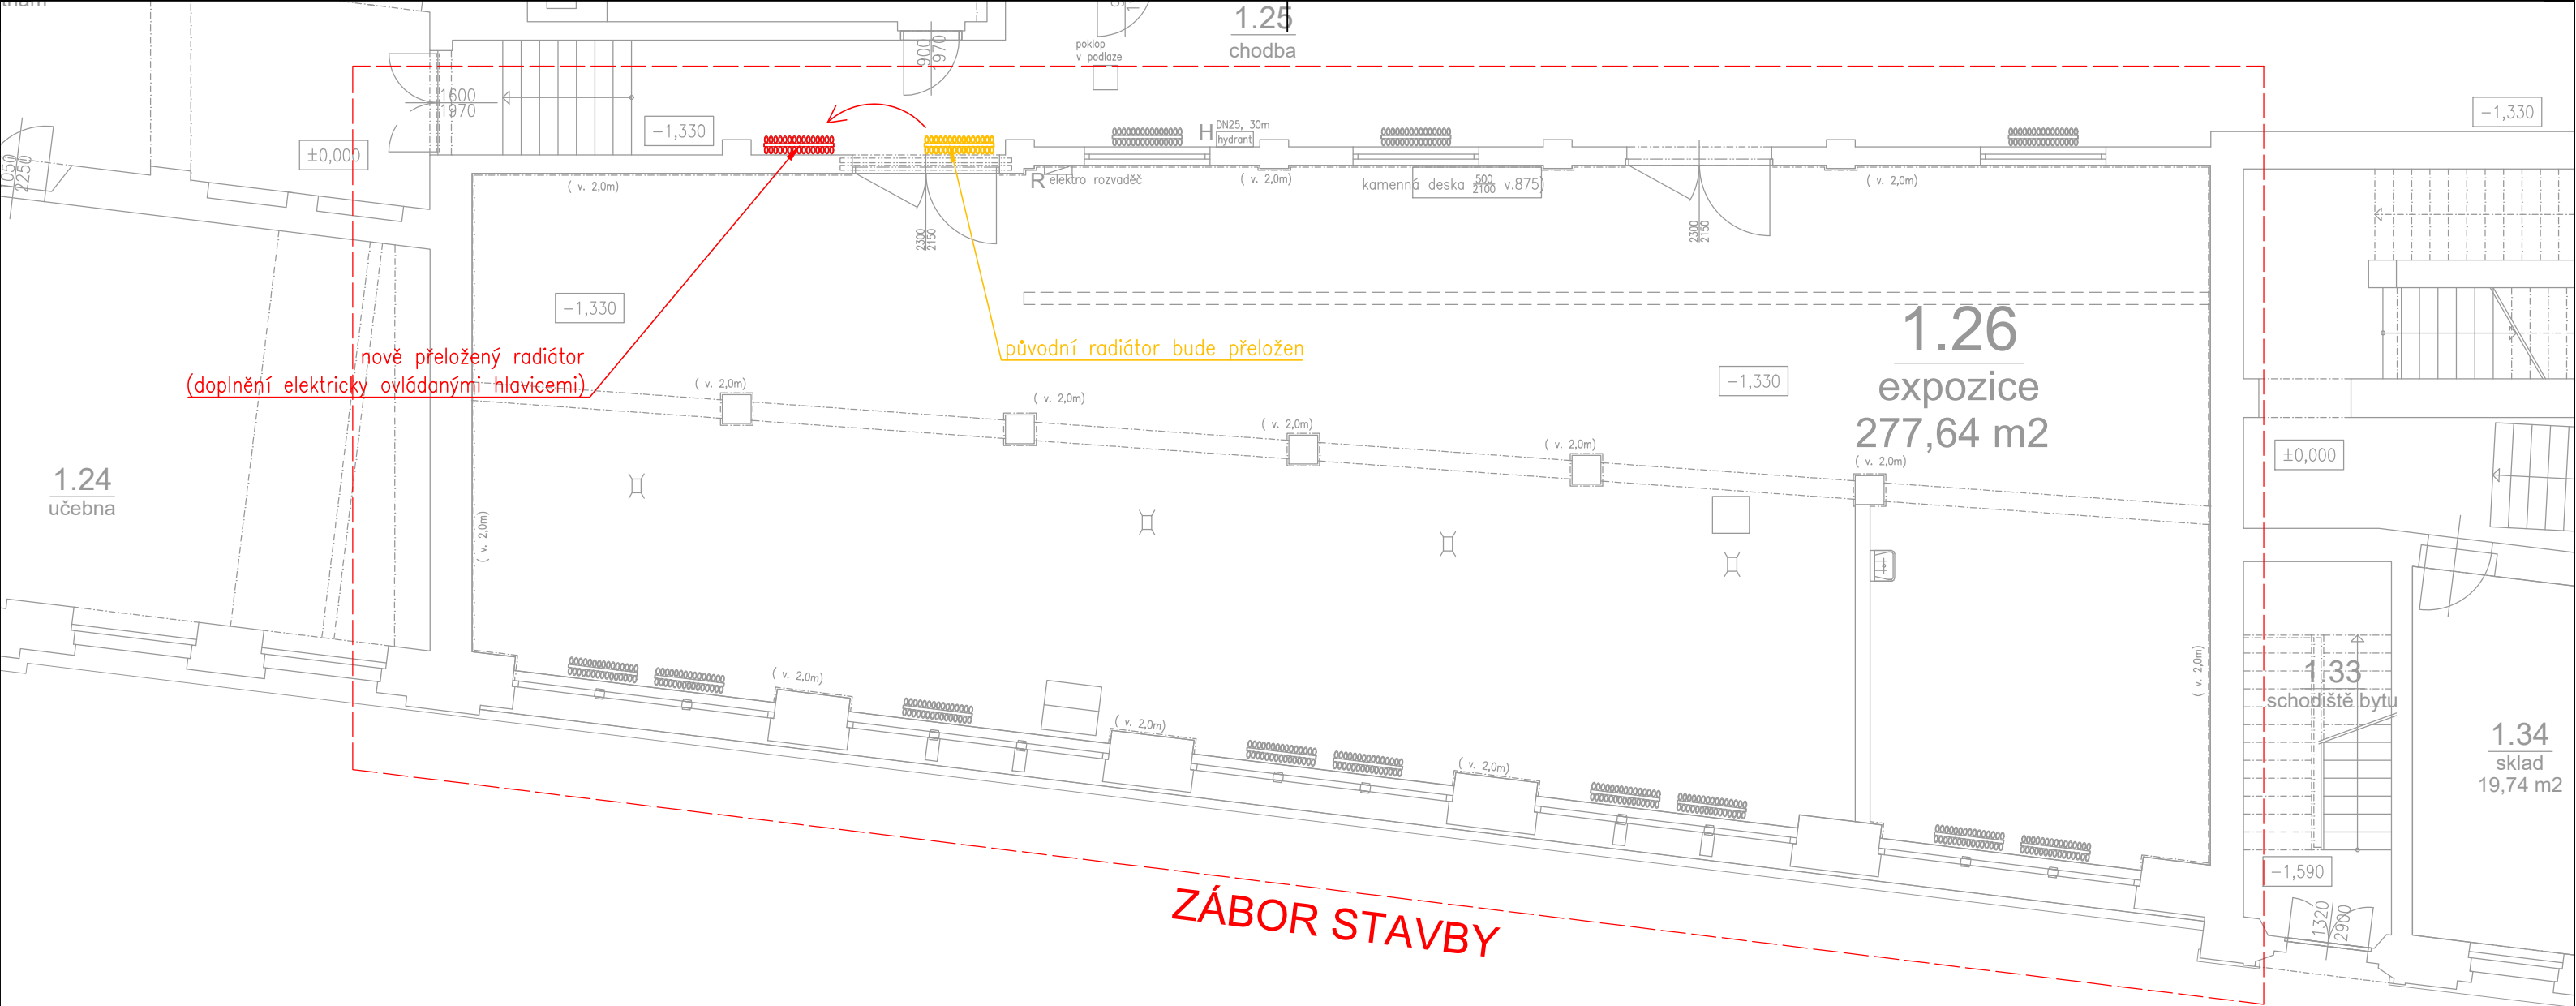 1.25
chodba
poklop
v podlaze
900
1970
1600
1970
±0,000
-1,330
H DN25, 30m
hydrant
-1,330
1050
2250
( v. 2,0m)
R elektro rozvaděč
( v. 2,0m)
kamenná deska 500
2100 v.875)
( v. 2,0m)
2300
2150
2300
2150
-1,330
1.26
expozice
277,64 m2
nově přeložený radiátor
(doplnění elektricky ovládanými hlavicemi)
původní radiátor bude přeložen
-1,330
( v. 2,0m)
( v. 2,0m)
( v. 2,0m)
( v. 2,0m)
( v. 2,0m)
±0,000
1.24
učebna
( v. 2,0m)
( v. 2,0m)
( v. 2,0m)
( v. 2,0m)
( v. 2,0m)
1.33
schodiště bytu
1.34
sklad
19,74 m2
-1,590
1320
2900
ZÁBOR STAVBY